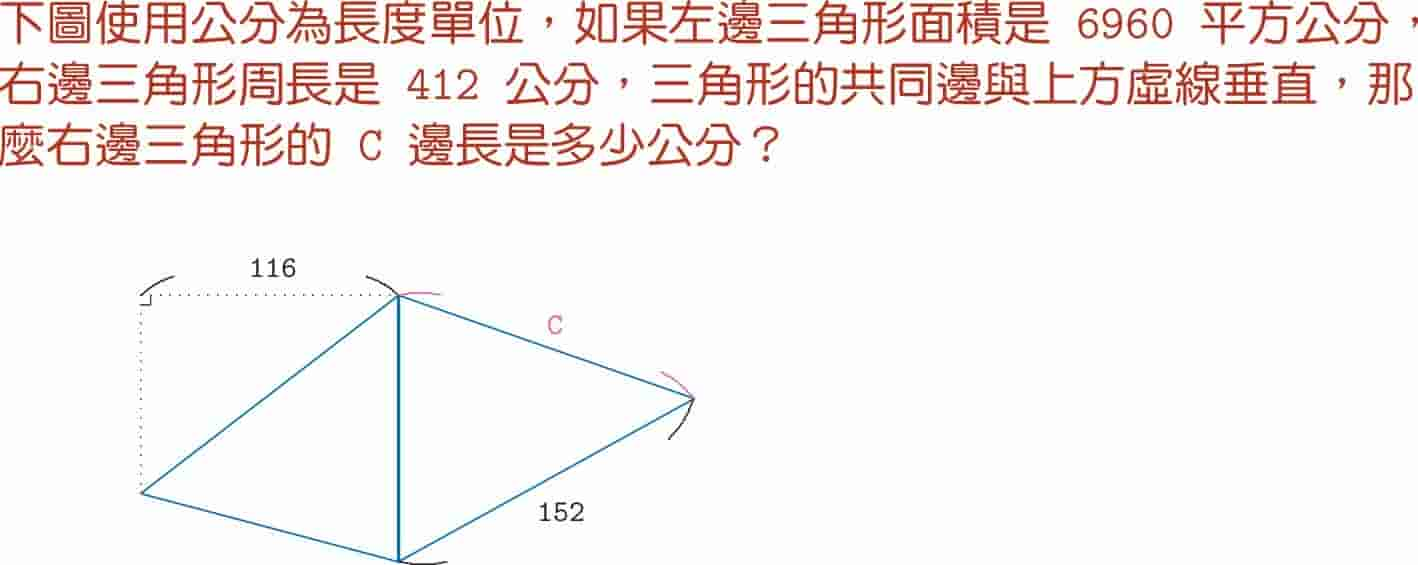 下圖使用公分為長度單位，如果左邊三角形面積是 6960 平方公分，
右邊三角形周長是 412 公分，三角形的共同邊與上方虛線垂直，那
麼右邊三角形的 C 邊長是多少公分？
116
C
152